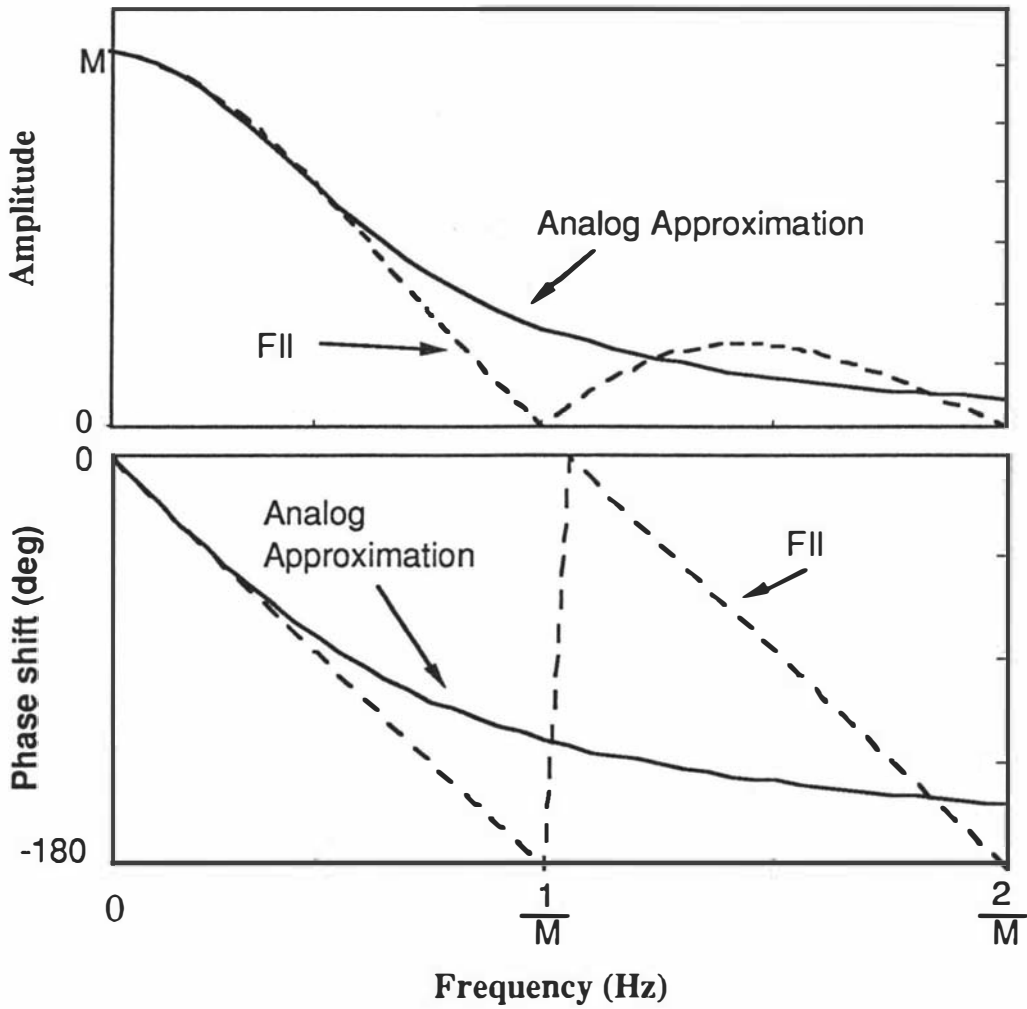 M
Amplitude
Analog Approximation
FII
0
0
Phase shift (deg)
Analog
Approximation
FII
-180
0
1
M
2
M
Frequency (Hz)